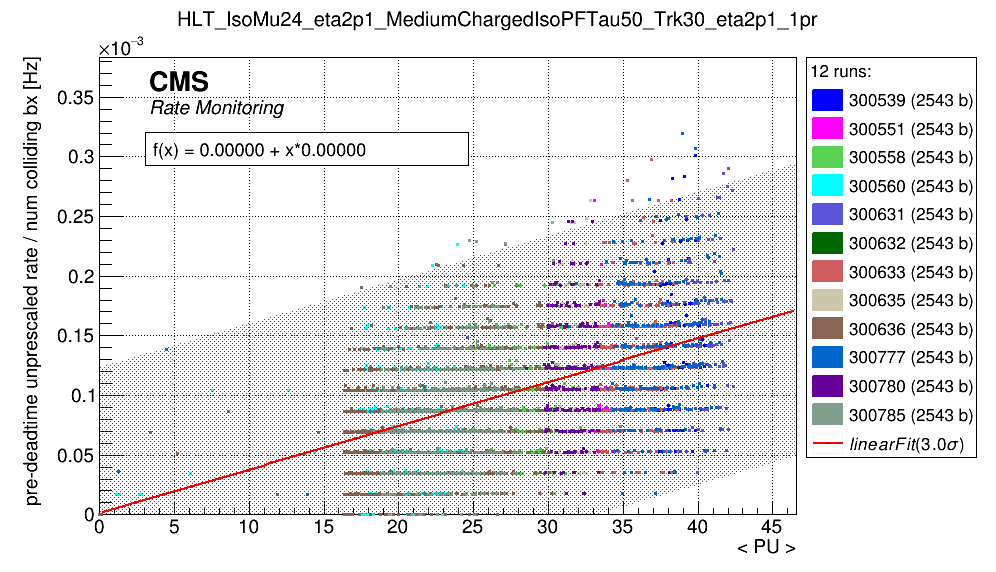 HLT_IsoMu24_eta2p1_MediumChargedIsoPFTau50_Trk30_eta2p1_1pr
×10⁻³
pre-deadtime unprescaled rate / num colliding bx [Hz]
CMS
Rate Monitoring
f(x) = 0.00000 + x*0.00000
0.35
0.3
0.25
0.2
0.15
0.1
0.05
0
0 5 10 15 20 25 30 35 40 45
< PU >
12 runs:
300539 (2543 b)
300551 (2543 b)
300558 (2543 b)
300560 (2543 b)
300631 (2543 b)
300632 (2543 b)
300633 (2543 b)
300635 (2543 b)
300636 (2543 b)
300777 (2543 b)
300780 (2543 b)
300785 (2543 b)
linearFit(3.0σ)